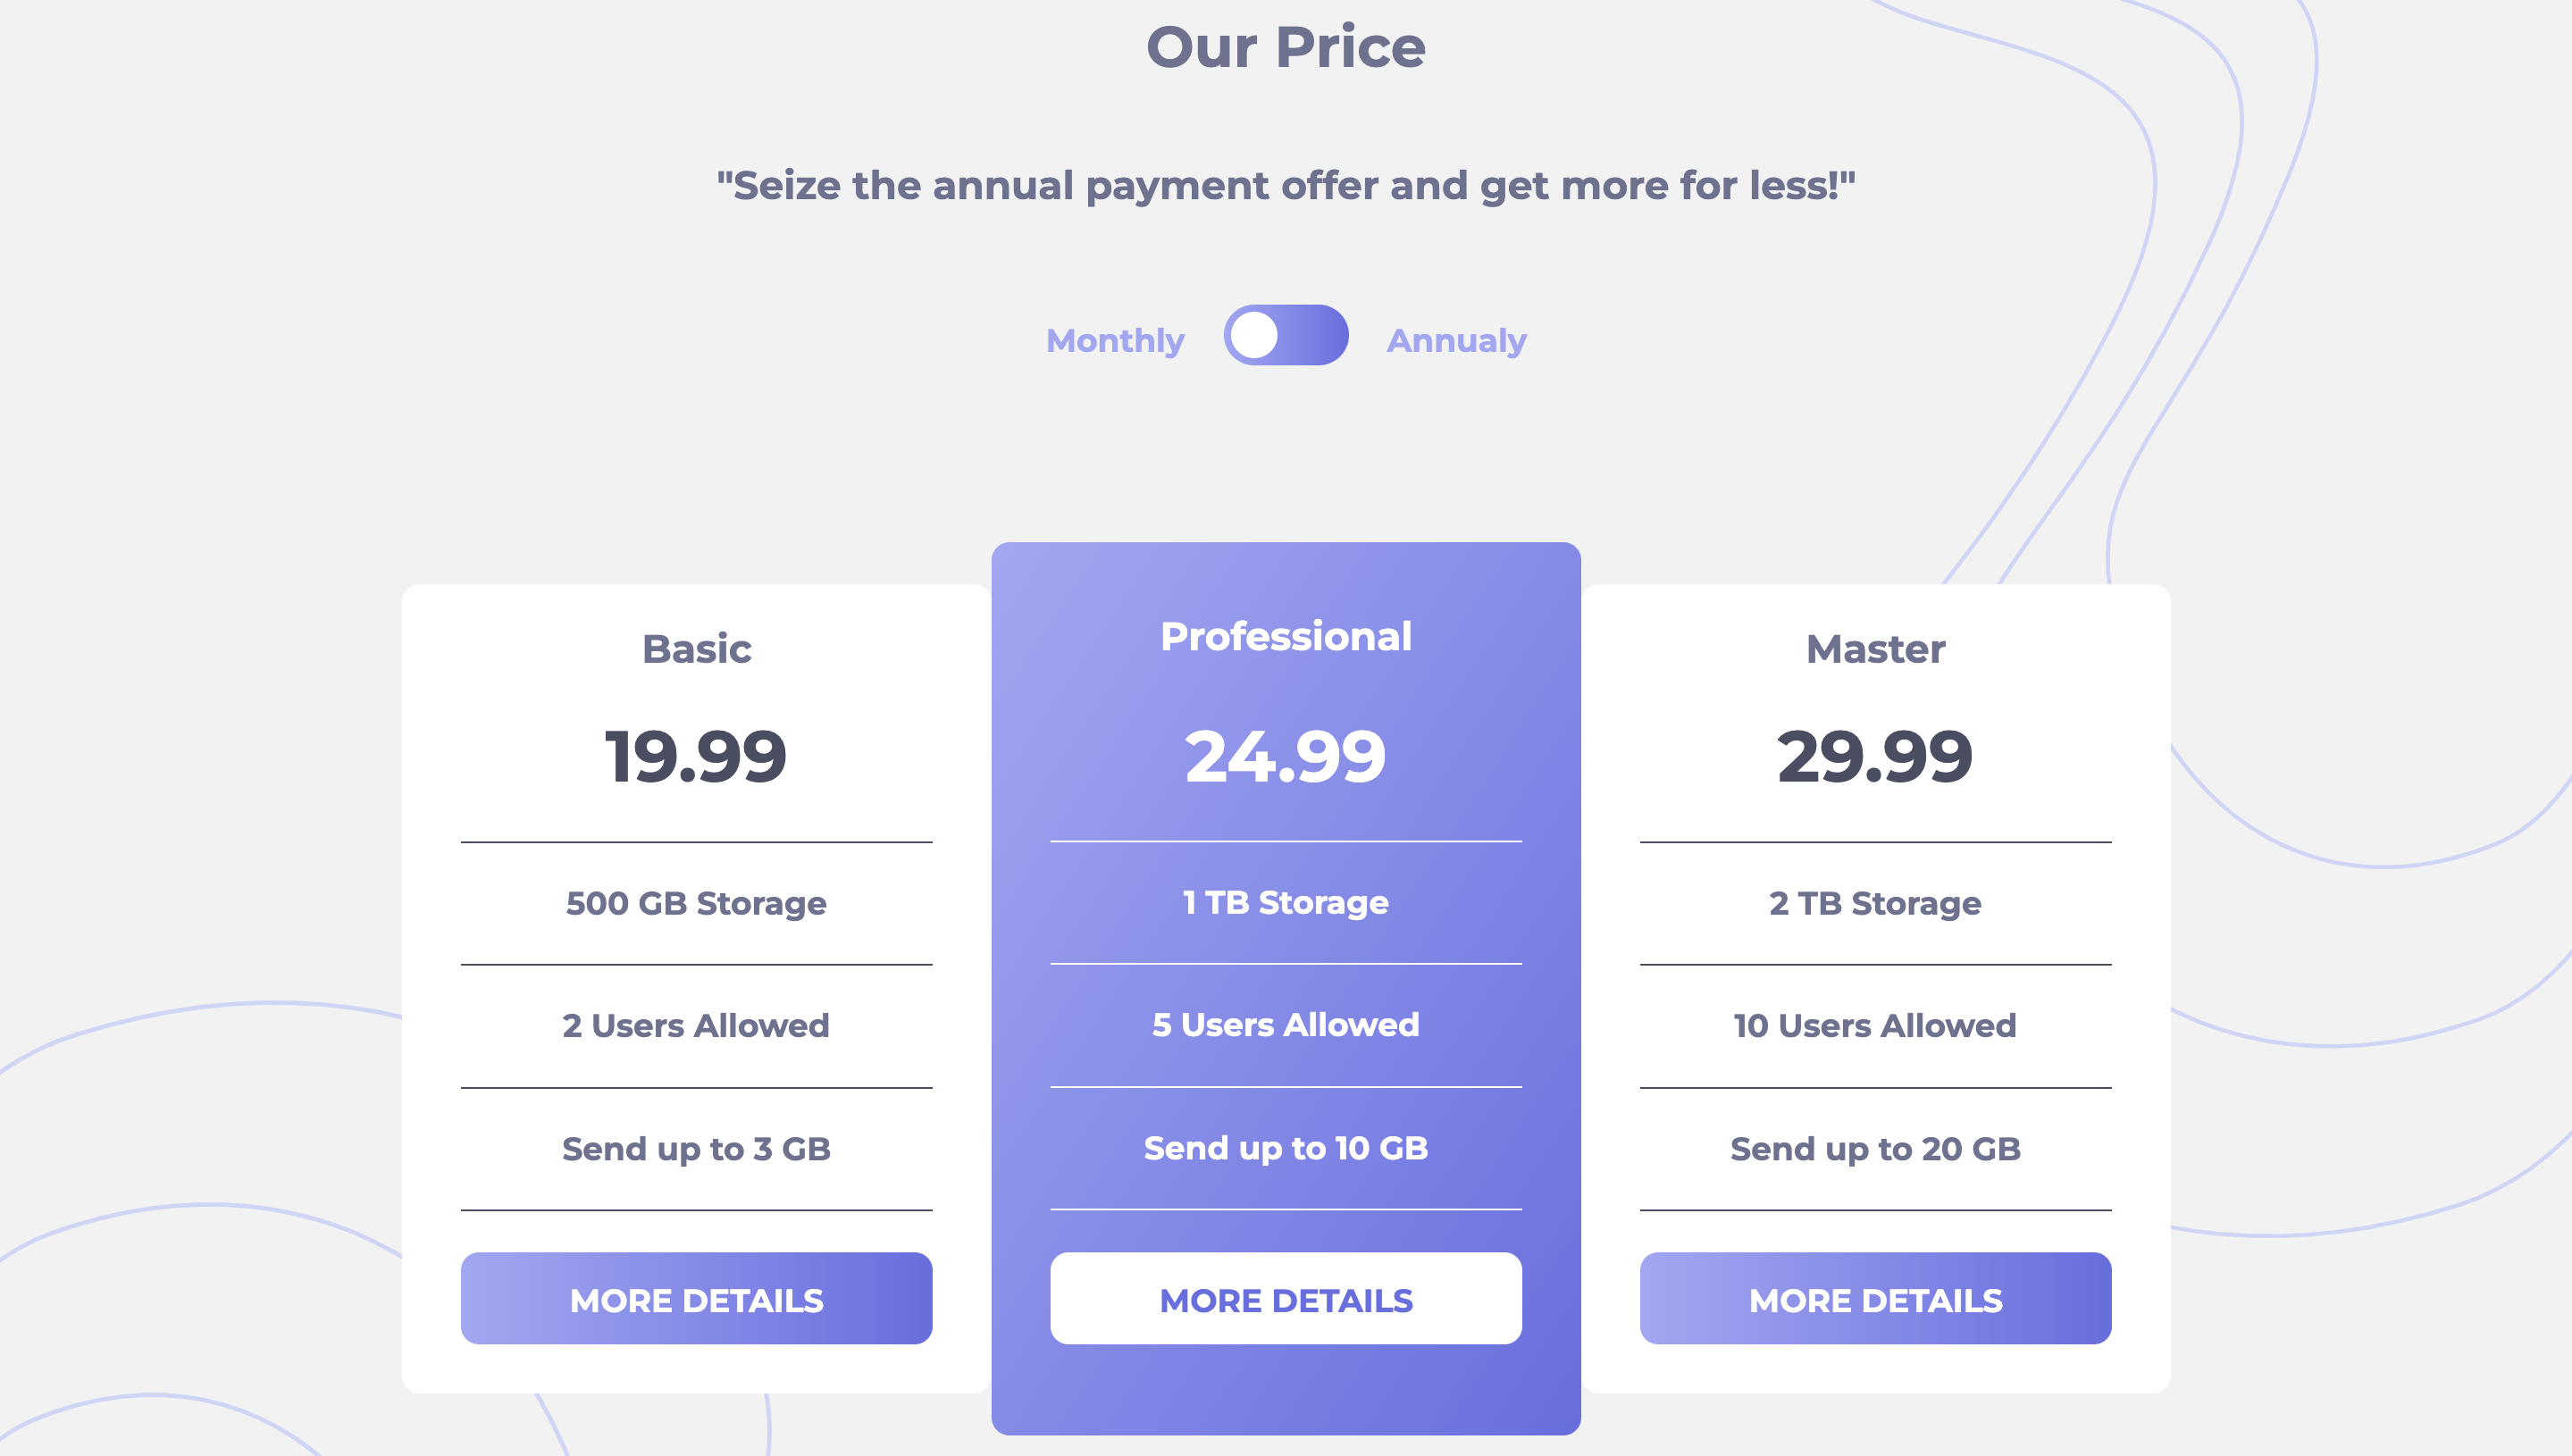 Our Price
"Seize the annual payment offer and get more for less!"
Monthly
Annualy
Basic
19.99
500 GB Storage
2 Users Allowed
Send up to 3 GB
MORE DETAILS
Professional
24.99
1 TB Storage
5 Users Allowed
Send up to 10 GB
MORE DETAILS
Master
29.99
2 TB Storage
10 Users Allowed
Send up to 20 GB
MORE DETAILS